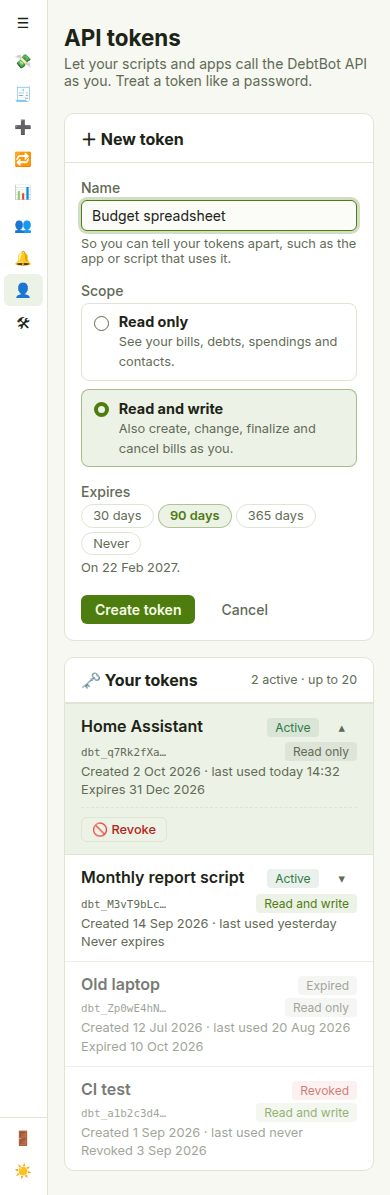 API tokens
Let your scripts and apps call the DebtBot API
as you. Treat a token like a password.
+ New token
Name
Budget spreadsheet
So you can tell your tokens apart, such as the
app or script that uses it.
Scope
Read only
See your bills, debts, spendings and
contacts.
Read and write
Also create, change, finalize and
cancel bills as you.
Expires
30 days 90 days 365 days
Never
On 22 Feb 2027.
Create token Cancel
Your tokens 2 active · up to 20
Home Assistant Active ▲
dbt_q7Rk2fXa… Read only
Created 2 Oct 2026 · last used today 14:32
Expires 31 Dec 2026
Revoke
Monthly report script Active ▼
dbt_M3vT9bLc… Read and write
Created 14 Sep 2026 · last used yesterday
Never expires
Old laptop Expired
dbt_Zp0wE4hN… Read only
Created 12 Jul 2026 · last used 20 Aug 2026
Expired 10 Oct 2026
CI test Revoked
dbt_a1b2c3d4… Read and write
Created 1 Sep 2026 · last used never
Revoked 3 Sep 2026